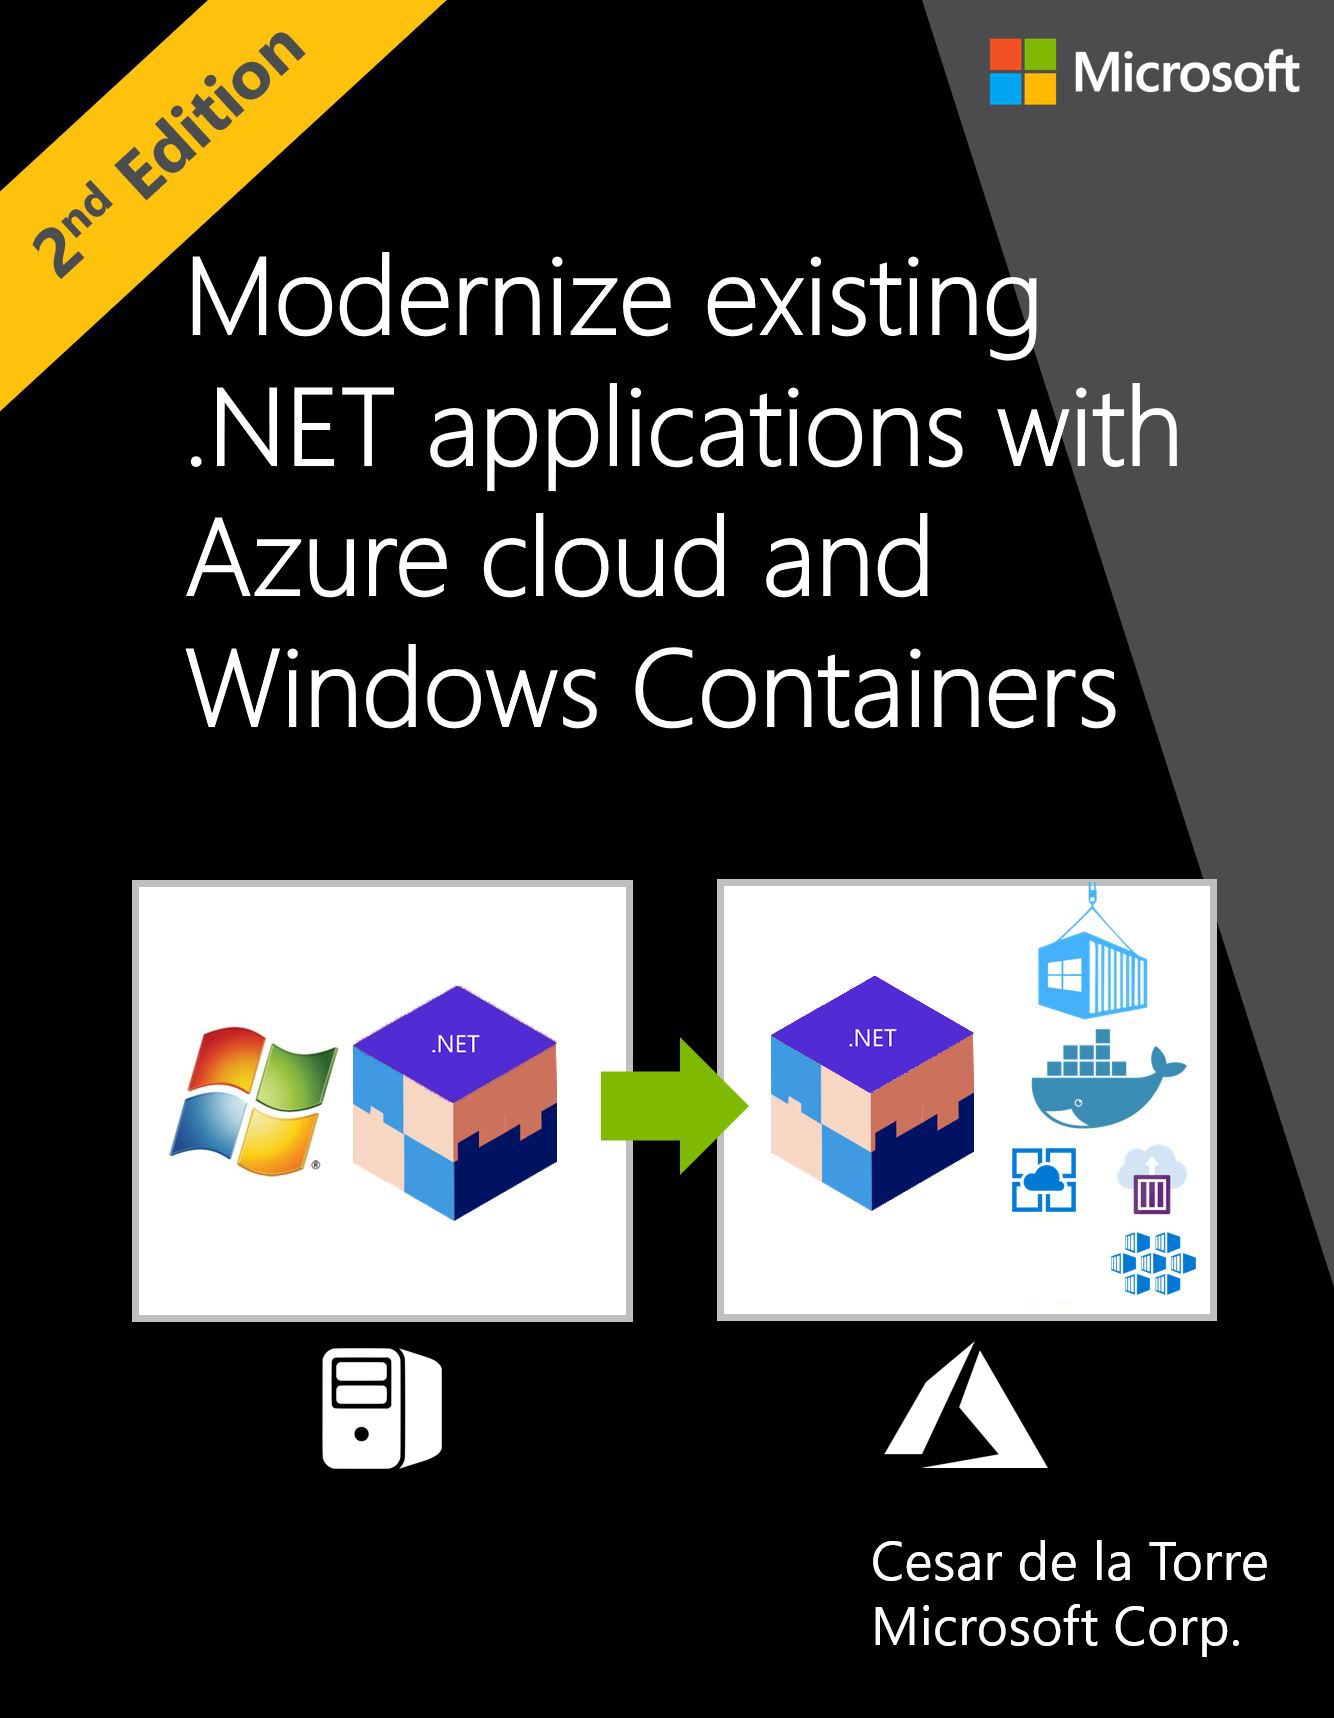 2nd Edition
Microsoft
Modernize existing
.NET applications with
Azure cloud and
Windows Containers
.NET
.NET
®
Cesar de la Torre
Microsoft Corp.